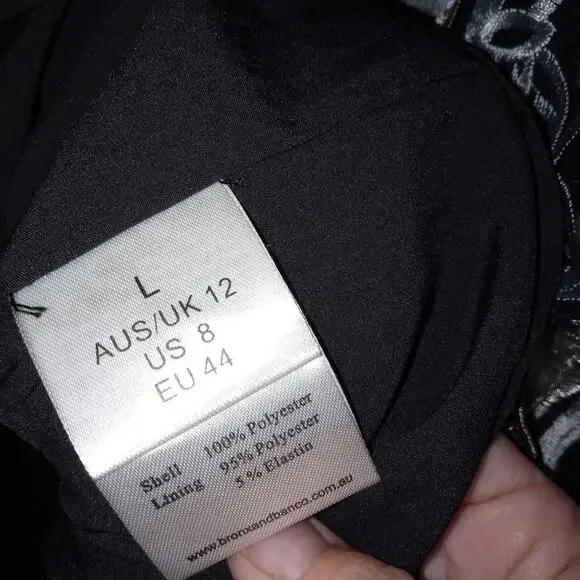 L
AUS/UK 12
US 8
EU 44
Shell 100% Polyester
Lining 95% Polyester
5% Elastin
www.bronxandbanco.com.au